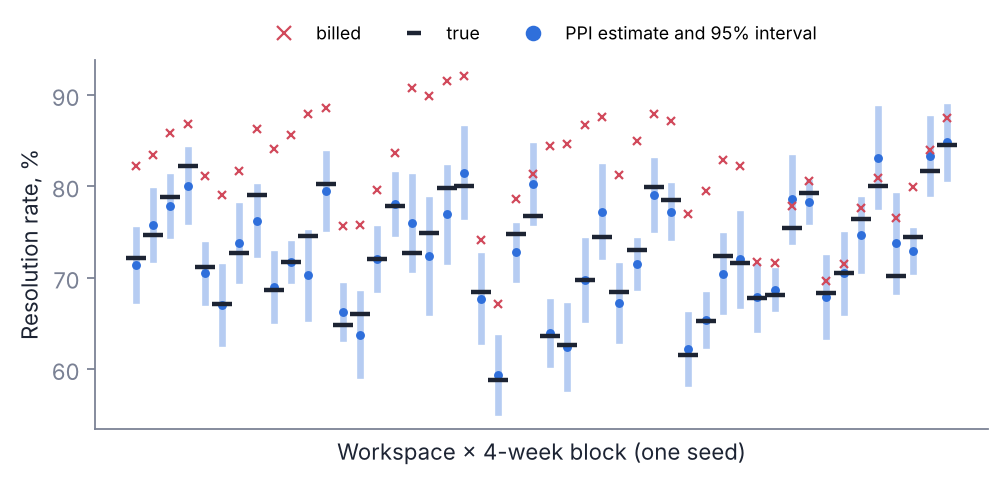 billed true PPI estimate and 95% interval
Resolution rate, %
90
80
70
60
Workspace × 4-week block (one seed)